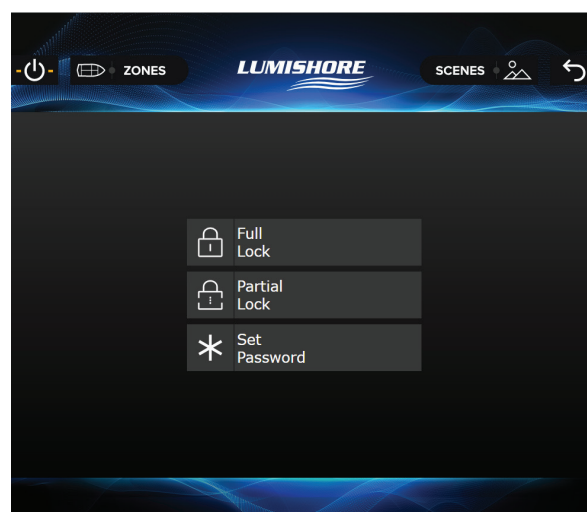 ZONES
LUMISHORE
SCENES
Full
Lock
Partial
Lock
Set
Password